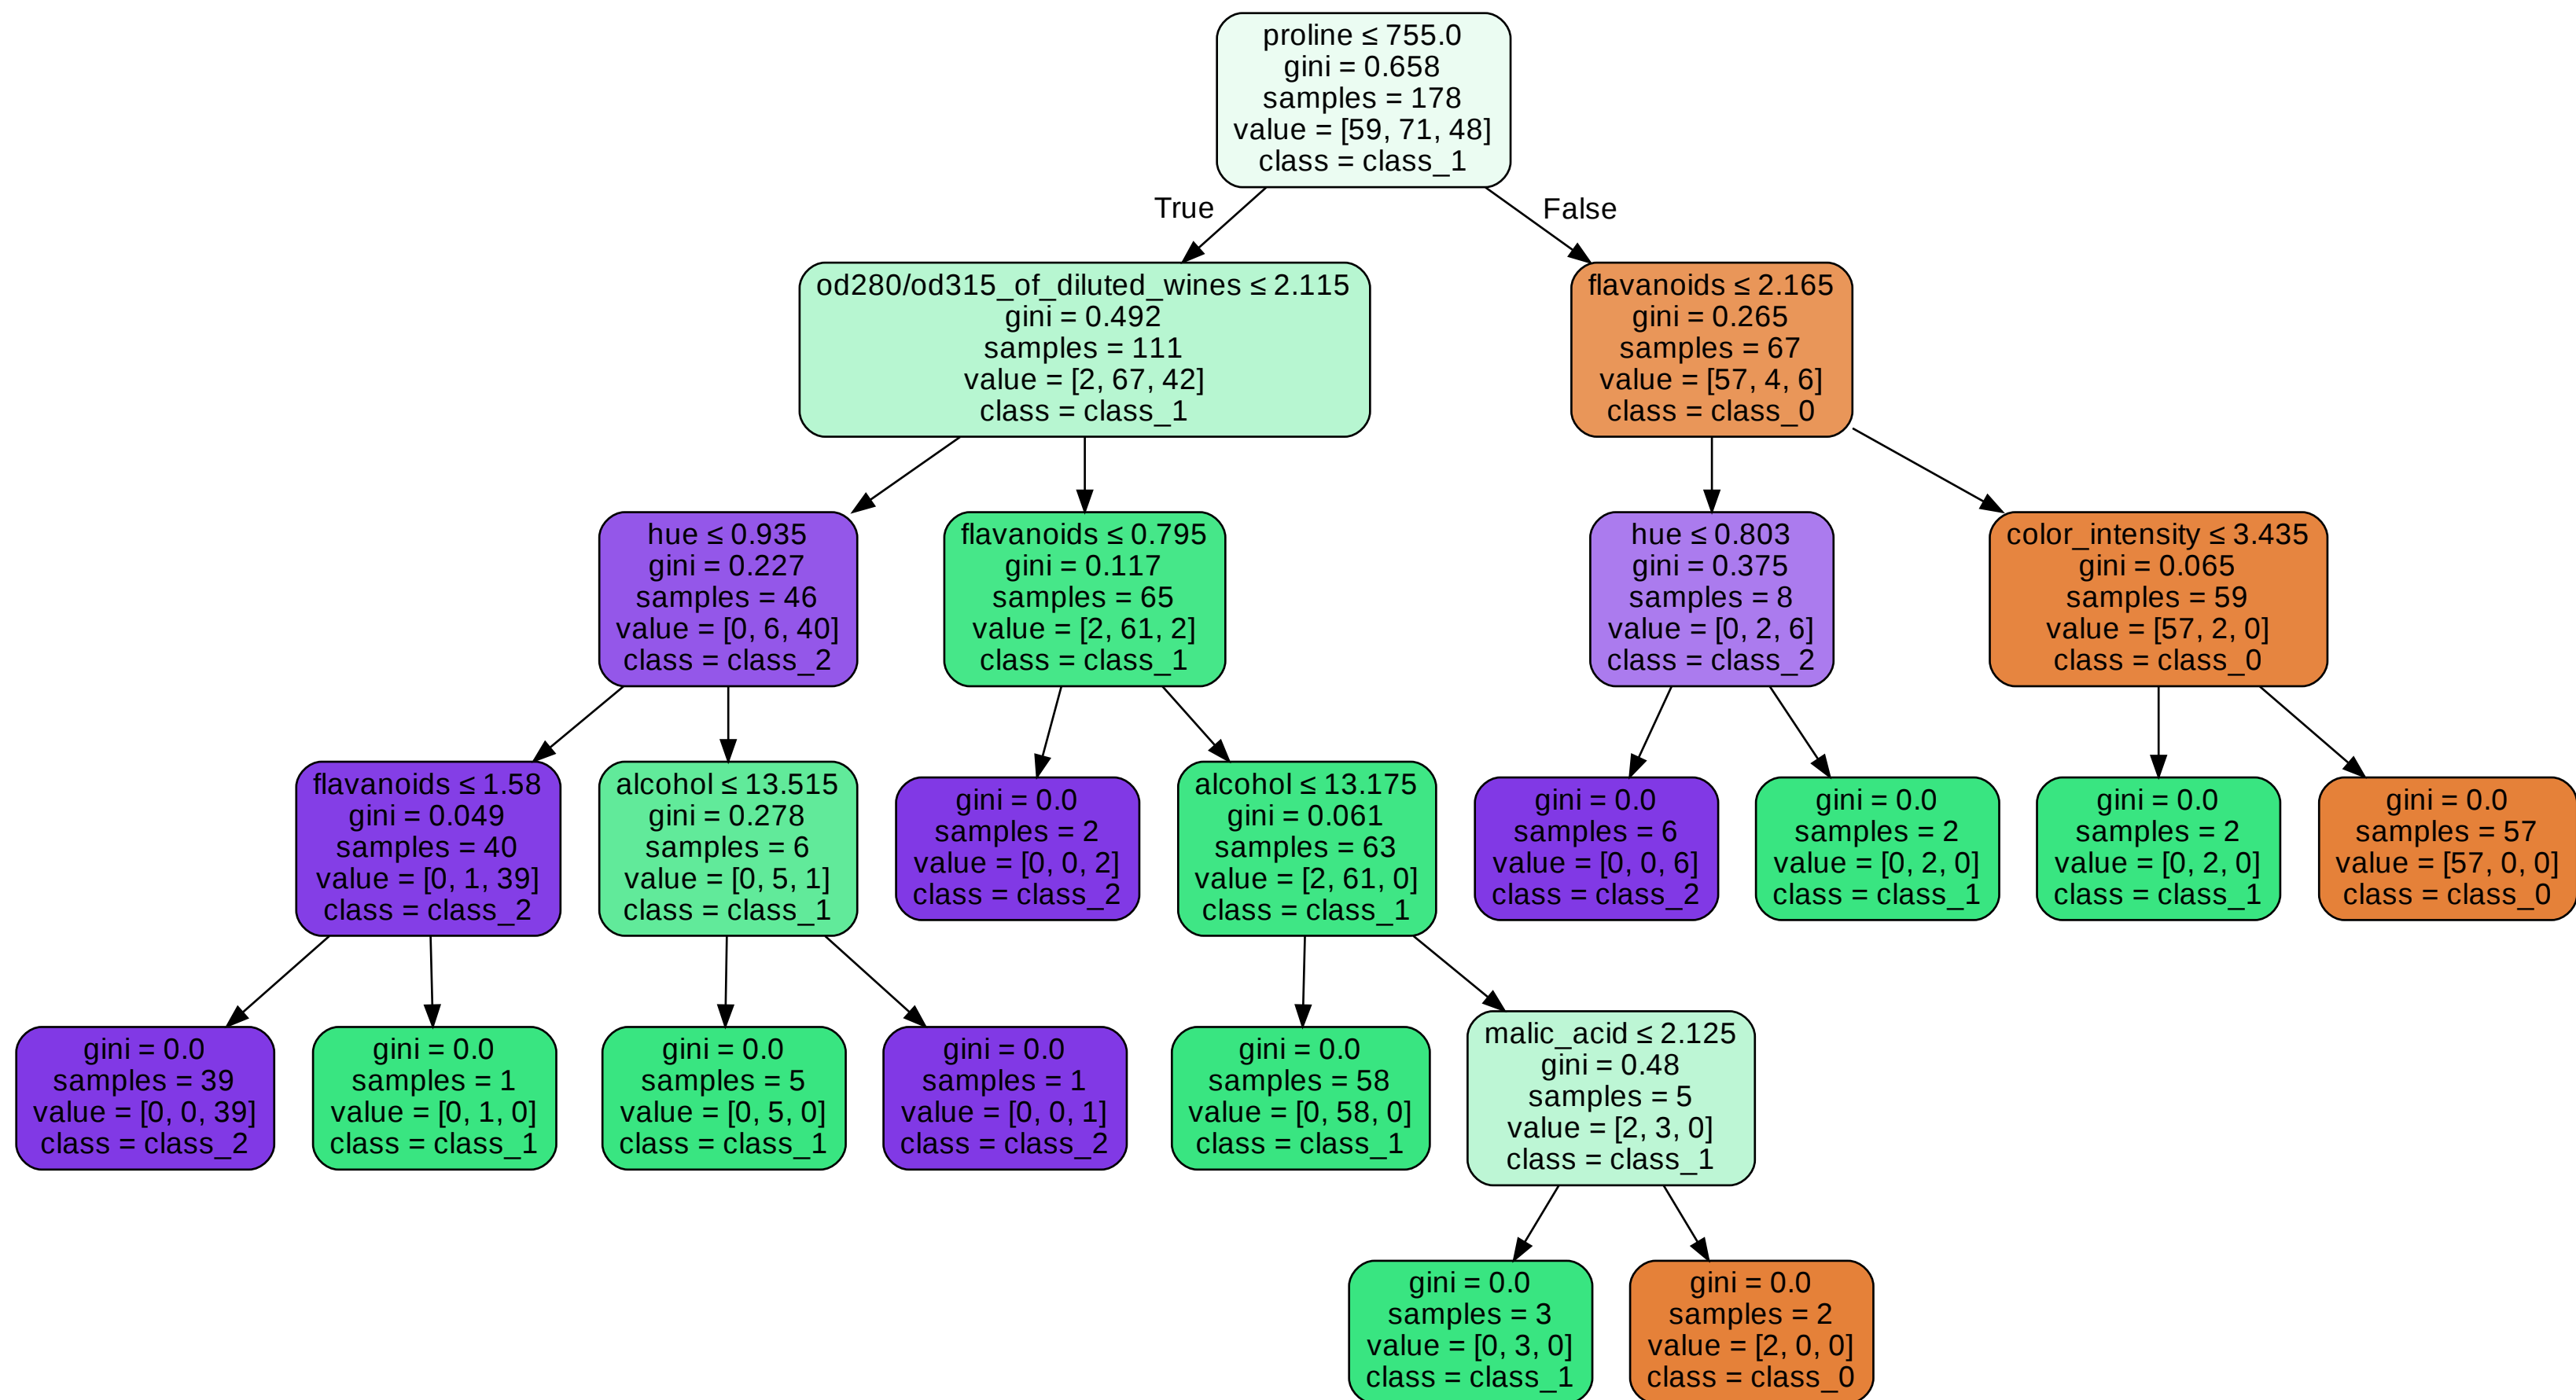 proline ≤ 755.0
gini = 0.658
samples = 178
value = [59, 71, 48]
class = class_1
True
False
od280/od315_of_diluted_wines ≤ 2.115
gini = 0.492
samples = 111
value = [2, 67, 42]
class = class_1
flavanoids ≤ 2.165
gini = 0.265
samples = 67
value = [57, 4, 6]
class = class_0
hue ≤ 0.935
gini = 0.227
samples = 46
value = [0, 6, 40]
class = class_2
flavanoids ≤ 0.795
gini = 0.117
samples = 65
value = [2, 61, 2]
class = class_1
hue ≤ 0.803
gini = 0.375
samples = 8
value = [0, 2, 6]
class = class_2
color_intensity ≤ 3.435
gini = 0.065
samples = 59
value = [57, 2, 0]
class = class_0
flavanoids ≤ 1.58
gini = 0.049
samples = 40
value = [0, 1, 39]
class = class_2
alcohol ≤ 13.515
gini = 0.278
samples = 6
value = [0, 5, 1]
class = class_1
gini = 0.0
samples = 2
value = [0, 0, 2]
class = class_2
alcohol ≤ 13.175
gini = 0.061
samples = 63
value = [2, 61, 0]
class = class_1
gini = 0.0
samples = 6
value = [0, 0, 6]
class = class_2
gini = 0.0
samples = 2
value = [0, 2, 0]
class = class_1
gini = 0.0
samples = 2
value = [0, 2, 0]
class = class_1
gini = 0.0
samples = 57
value = [57, 0, 0]
class = class_0
gini = 0.0
samples = 39
value = [0, 0, 39]
class = class_2
gini = 0.0
samples = 1
value = [0, 1, 0]
class = class_1
gini = 0.0
samples = 5
value = [0, 5, 0]
class = class_1
gini = 0.0
samples = 1
value = [0, 0, 1]
class = class_2
gini = 0.0
samples = 58
value = [0, 58, 0]
class = class_1
malic_acid ≤ 2.125
gini = 0.48
samples = 5
value = [2, 3, 0]
class = class_1
gini = 0.0
samples = 3
value = [0, 3, 0]
class = class_1
gini = 0.0
samples = 2
value = [2, 0, 0]
class = class_0